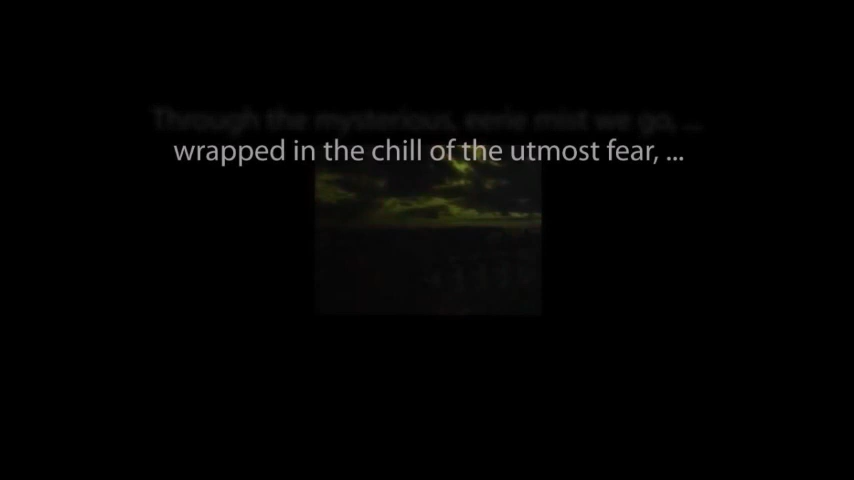 Through the mysterious, eerie mist we go, ...
wrapped in the chill of the utmost fear, ...